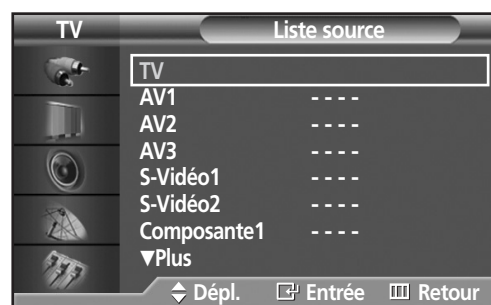 TV Liste source
TV
AV1 - - - -
AV2 - - - -
AV3 - - - -
S-Vidéo1 - - - -
S-Vidéo2 - - - -
Composante1 - - - -
▼Plus
Dépl. Entrée Retour